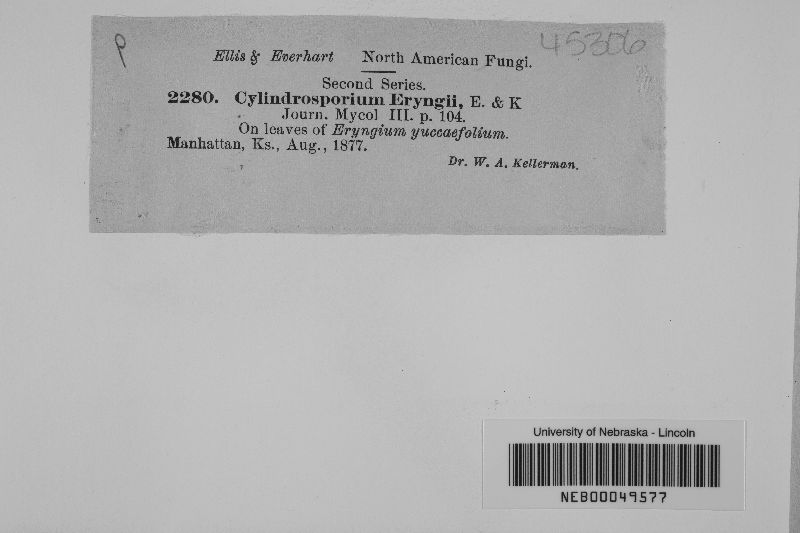 45306
Ellis & Everhart North American Fungi.
Second Series.
2280. Cylindrosporium Eryngii, E. & K
Journ. Mycol III. p. 104.
On leaves of Eryngium yuccaefolium.
Manhattan, Ks., Aug., 1877.
Dr. W. A. Kellerman.
University of Nebraska - Lincoln
NEB00049577